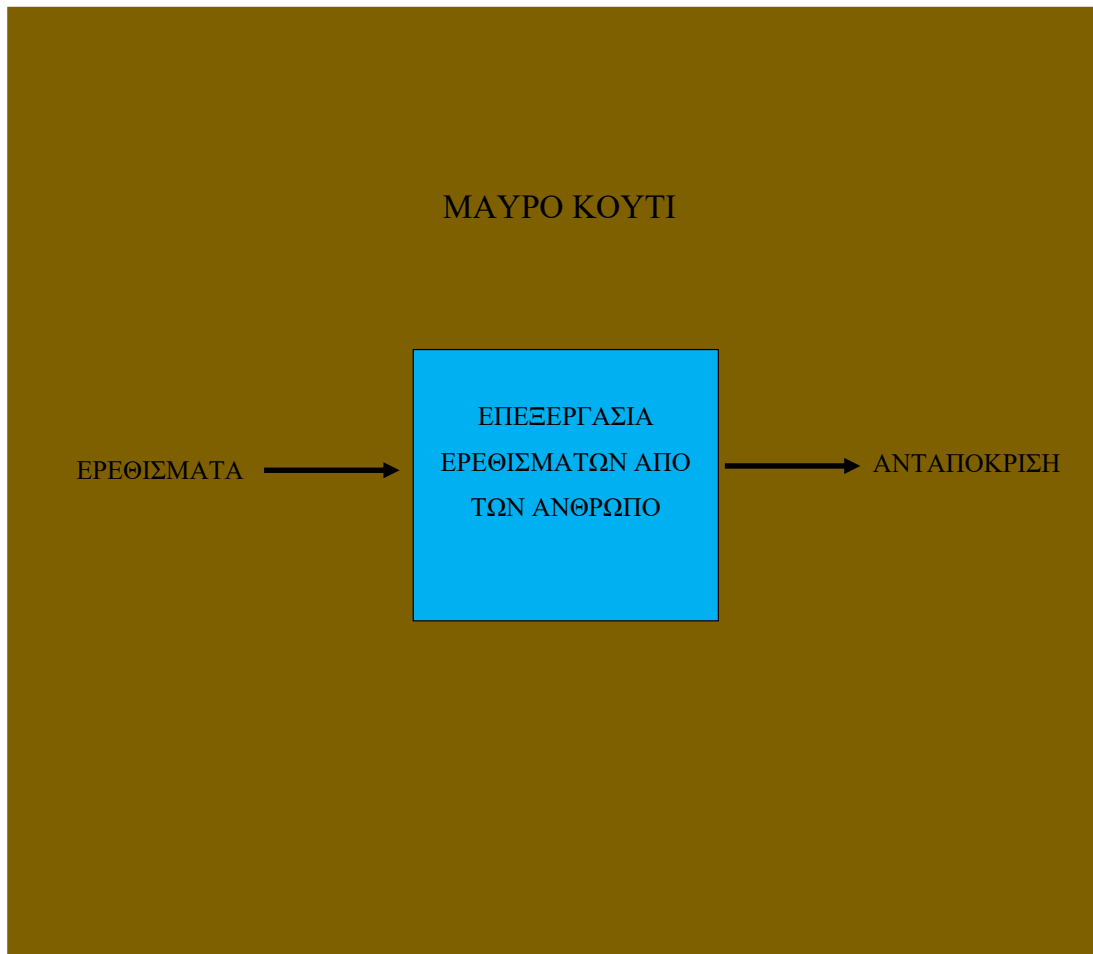 ΜΑΥΡΟ ΚΟΥΤΙ
ΕΡΕΘΙΣΜΑΤΑ
ΕΠΕΞΕΡΓΑΣΙΑ
ΕΡΕΘΙΣΜΑΤΩΝ ΑΠΟ
ΤΩΝ ΑΝΘΡΩΠΟ
ΑΝΤΑΠΟΚΡΙΣΗ